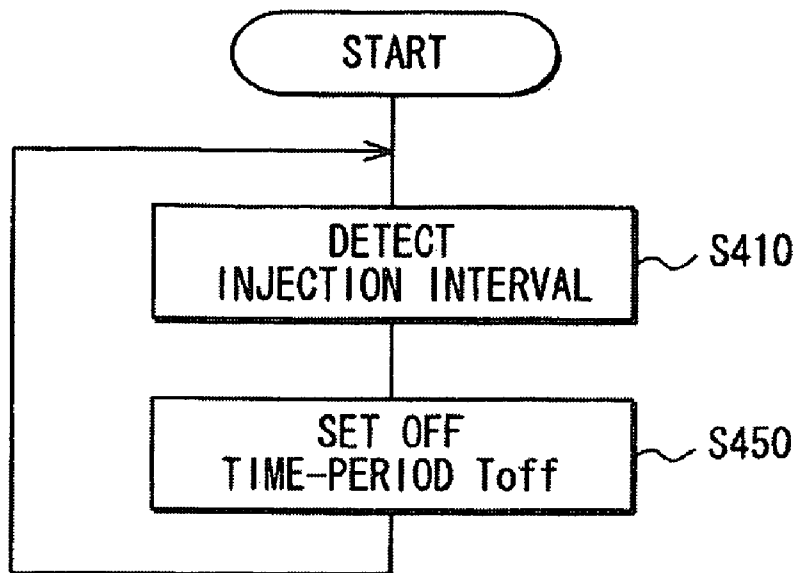 START
DETECT
INJECTION INTERVAL
S410
SET OFF
TIME-PERIOD Toff
S450